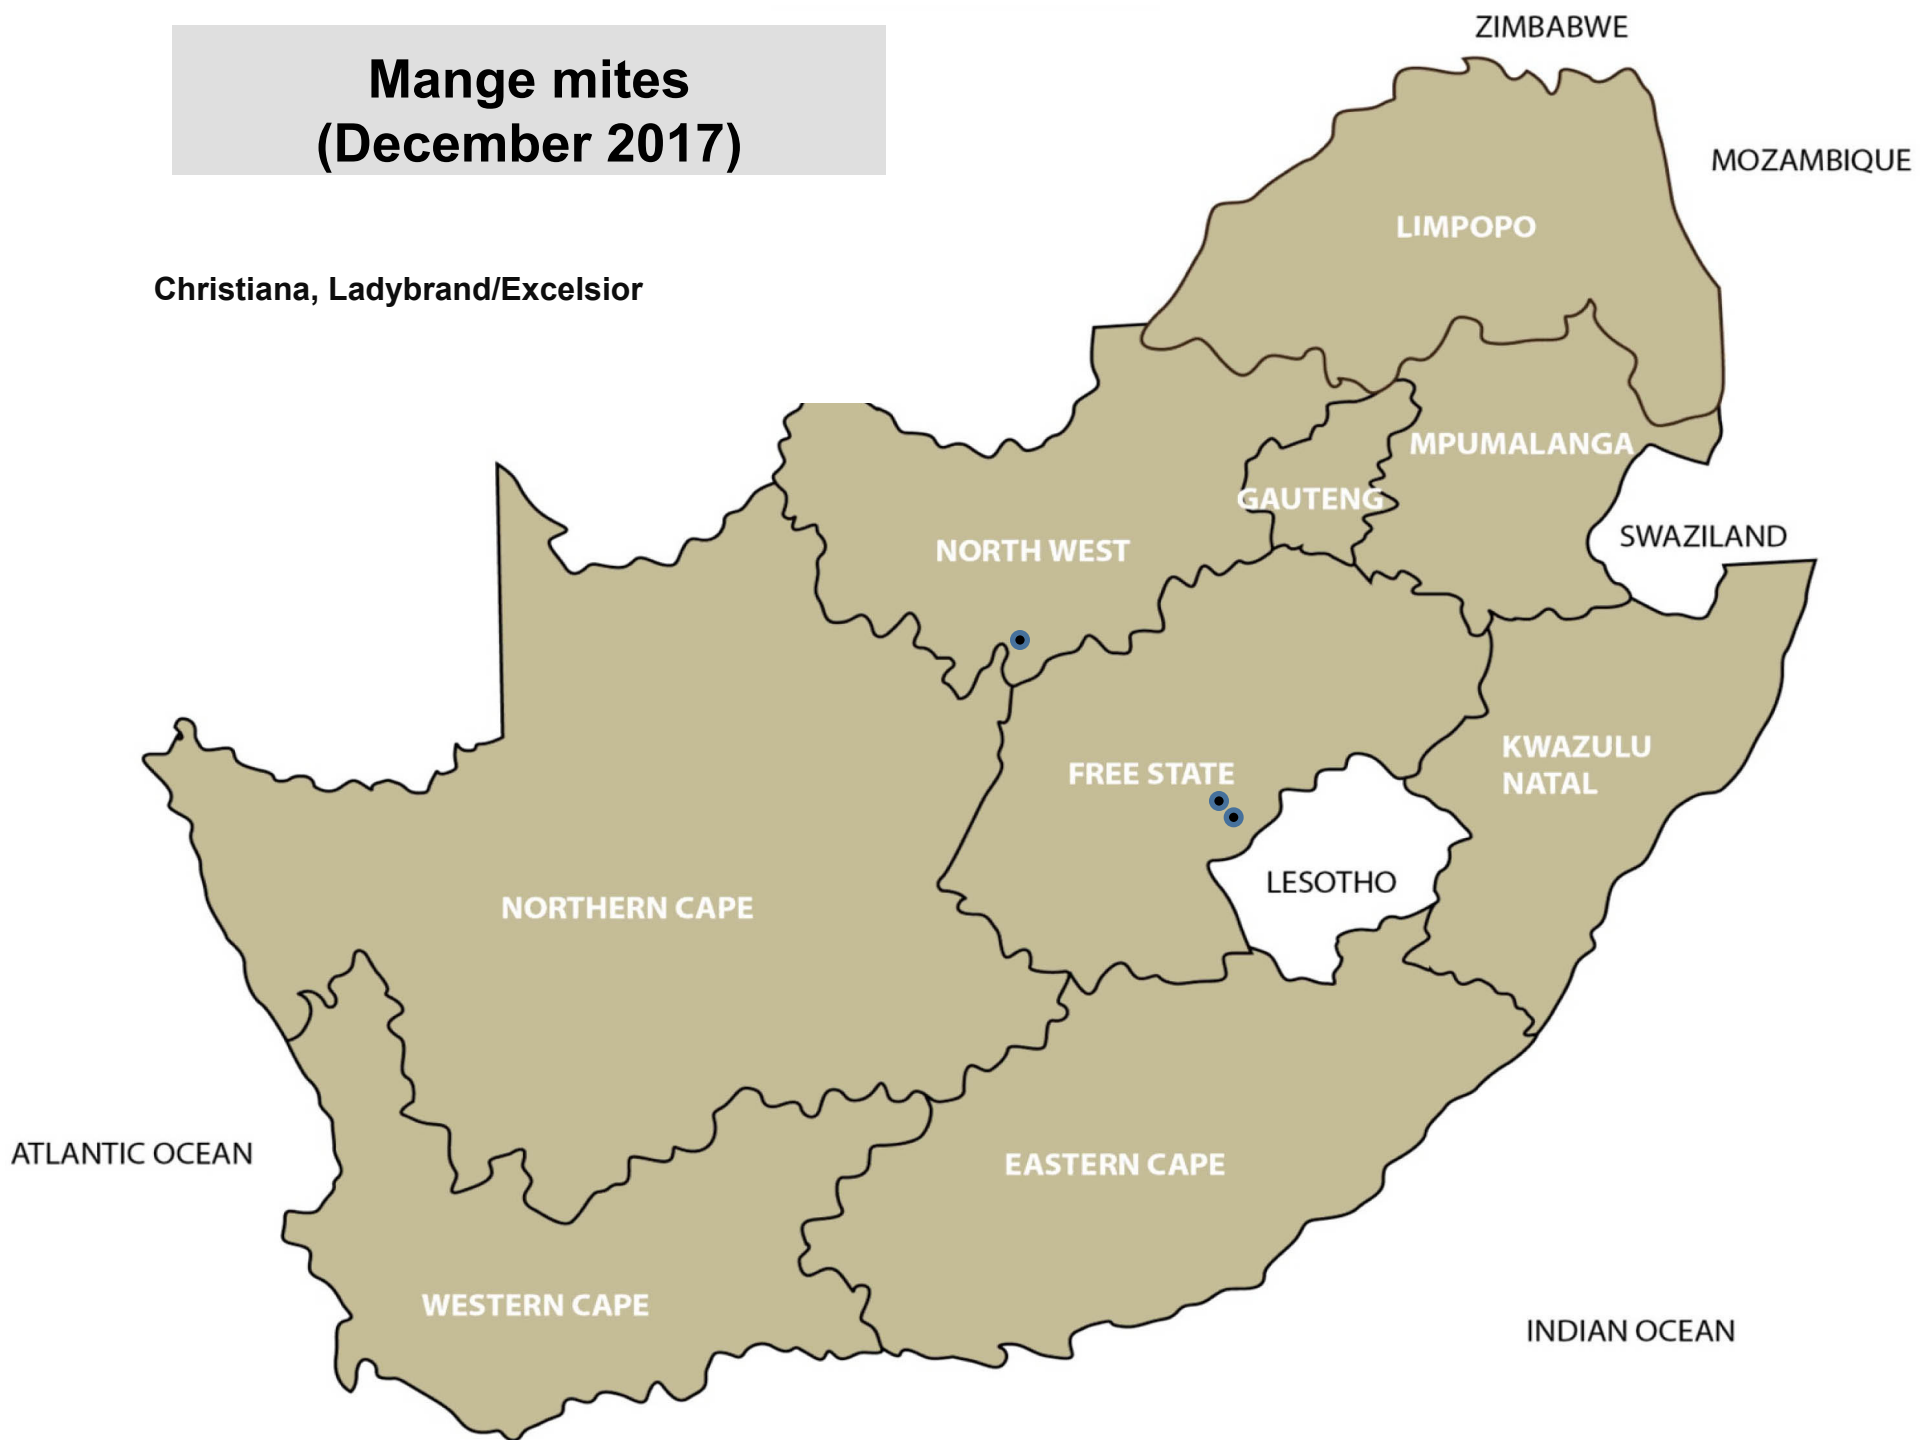 Mange mites
(December 2017)
Christiana, Ladybrand/Excelsior
ZIMBABWE
MOZAMBIQUE
LIMPOPO
MPUMALANGA
GAUTENG
SWAZILAND
NORTH WEST
KWAZULU
NATAL
FREE STATE
LESOTHO
NORTHERN CAPE
ATLANTIC OCEAN
EASTERN CAPE
WESTERN CAPE
INDIAN OCEAN